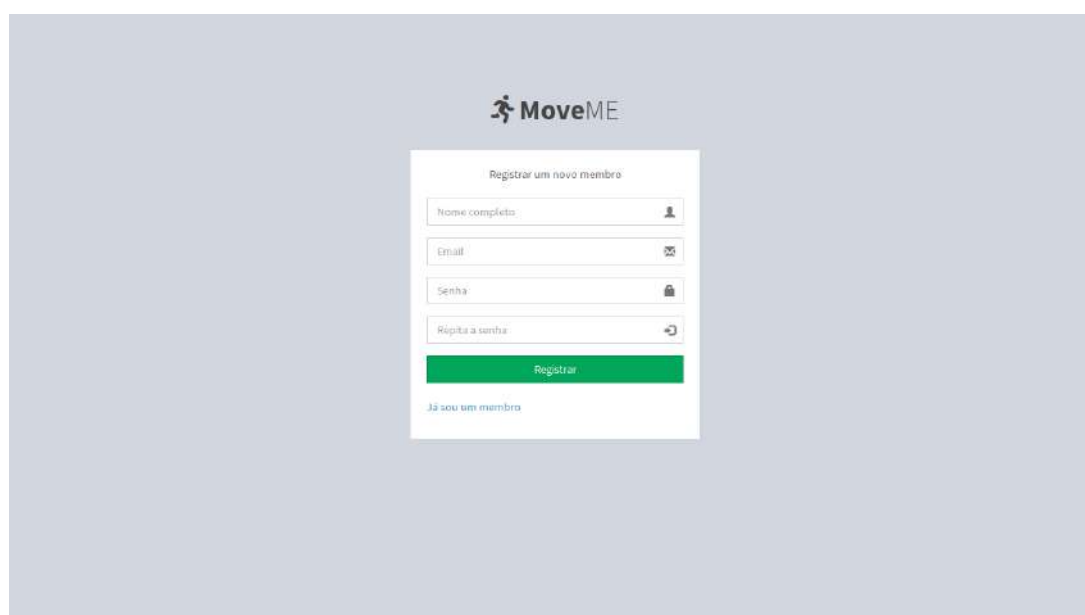 MoveME
Registrar um novo membro
Nome completo
Email
Senha
Repita a senha
Registrar
Já sou um membro